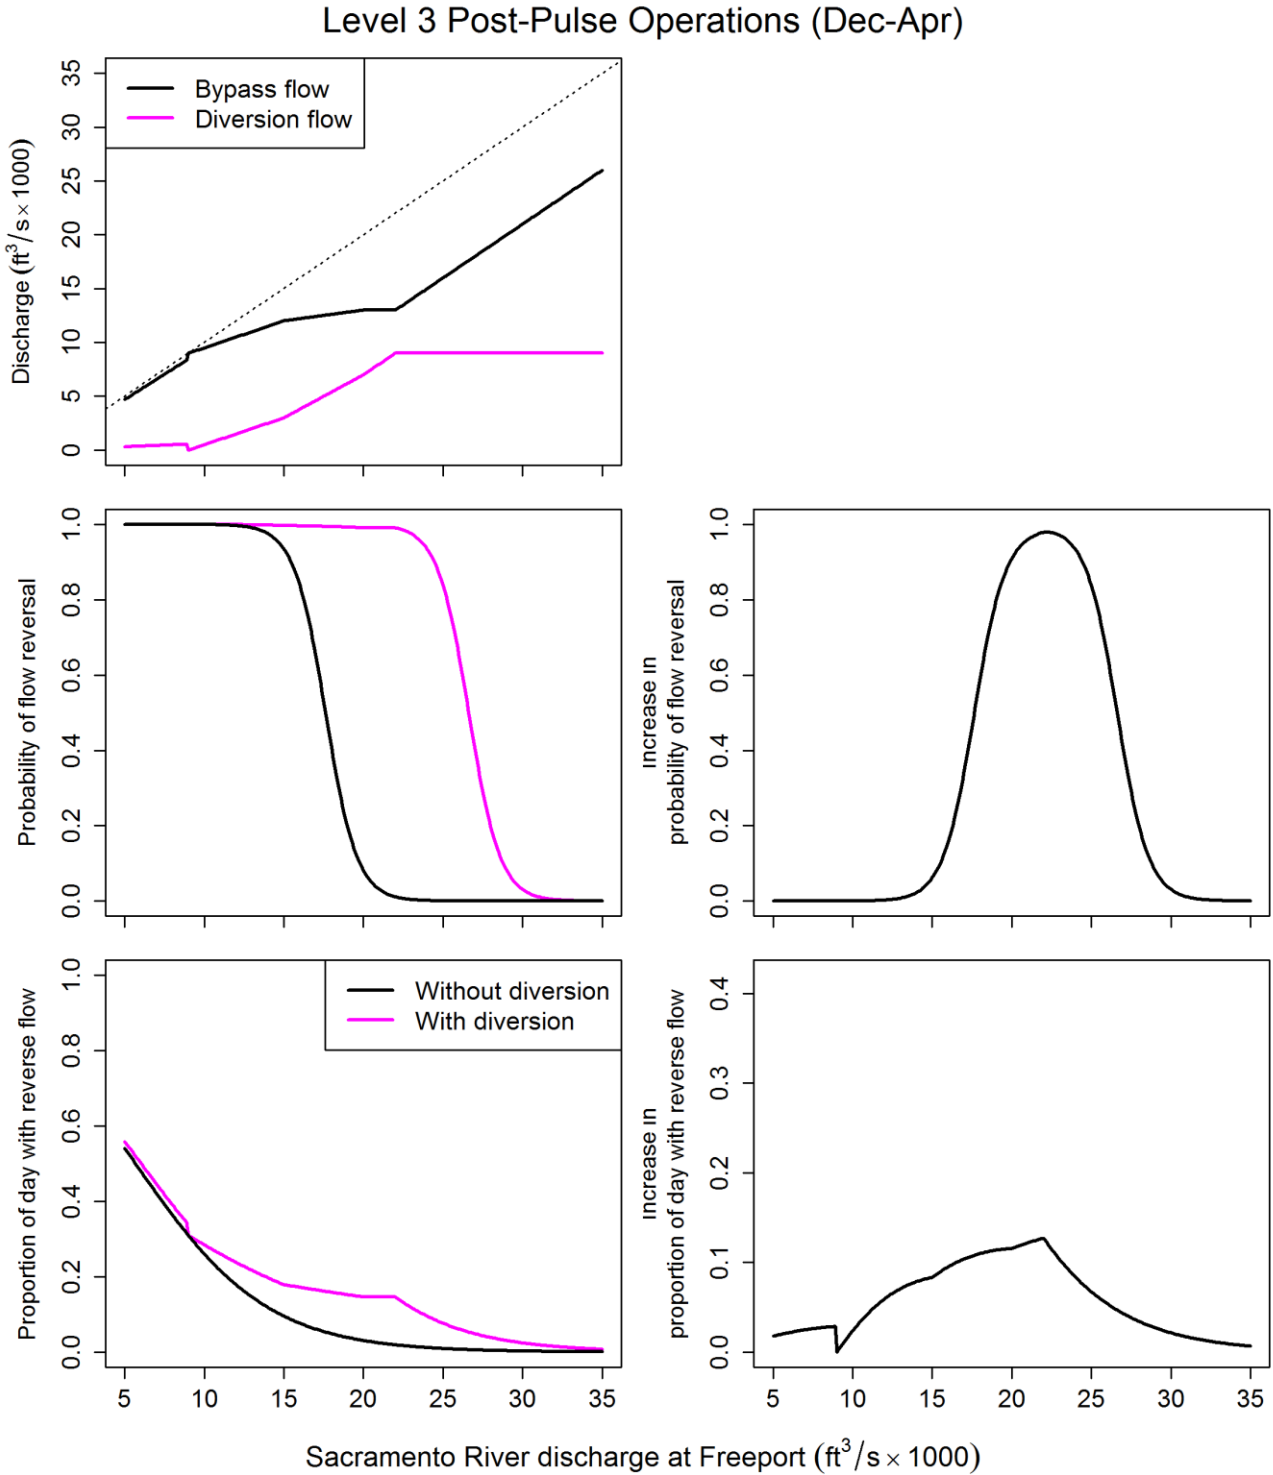 Level 3 Post-Pulse Operations (Dec-Apr)
Discharge (ft³/s × 1000)
35
30
25
20
15
10
5
0
Bypass flow
Diversion flow
Probability of flow reversal
1.0
0.8
0.6
0.4
0.2
0.0
increase in
probability of flow reversal
1.0
0.8
0.6
0.4
0.2
0.0
Proportion of day with reverse flow
1.0
0.8
0.6
0.4
0.2
0.0
Without diversion
With diversion
5 10 15 20 25 30 35
increase in
proportion of day with reverse flow
0.4
0.3
0.2
0.1
0.0
5 10 15 20 25 30 35
Sacramento River discharge at Freeport (ft³/s × 1000)